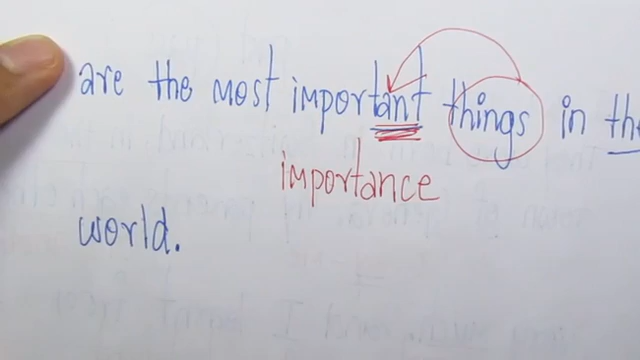 are the most important things in the
importance
world.